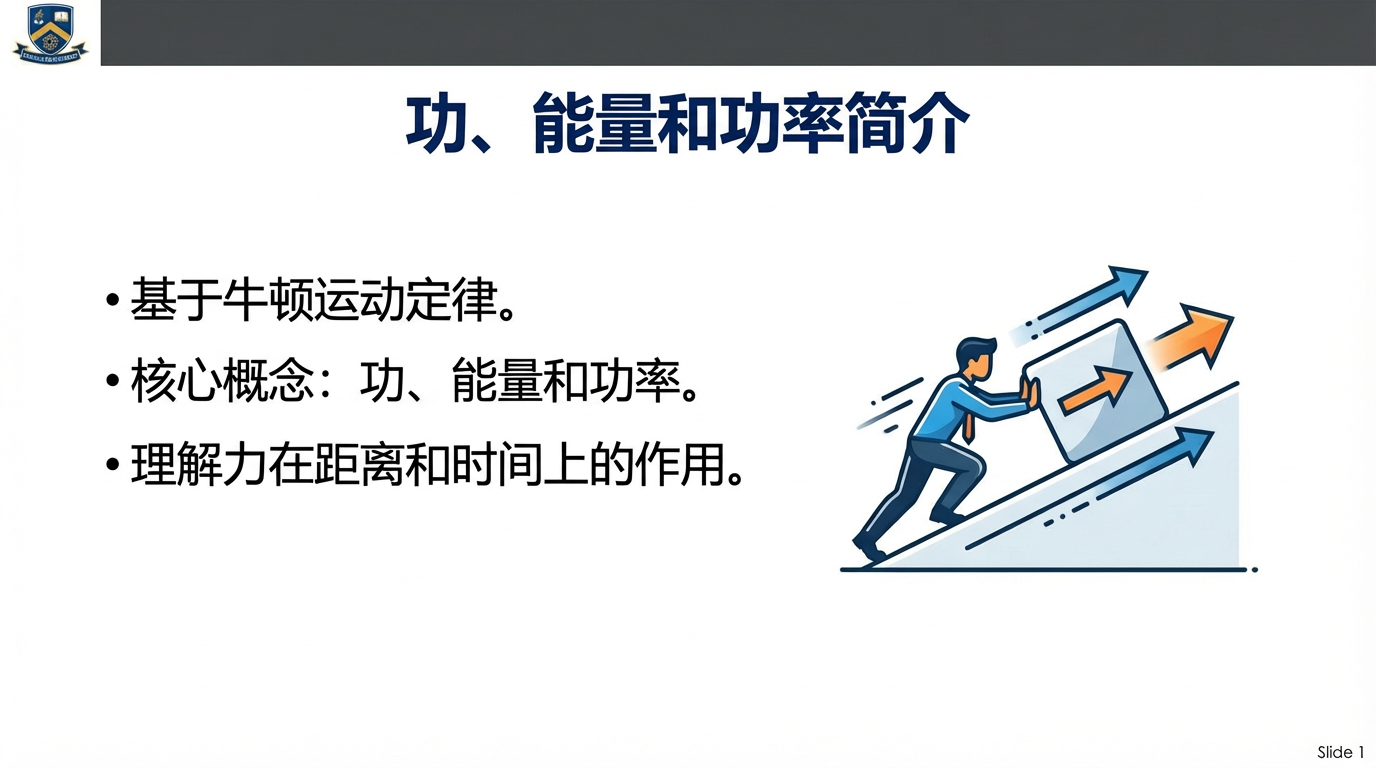 功、能量和功率简介
• 基于牛顿运动定律。
• 核心概念：功、能量和功率。
• 理解力在距离和时间上的作用。
Slide 1